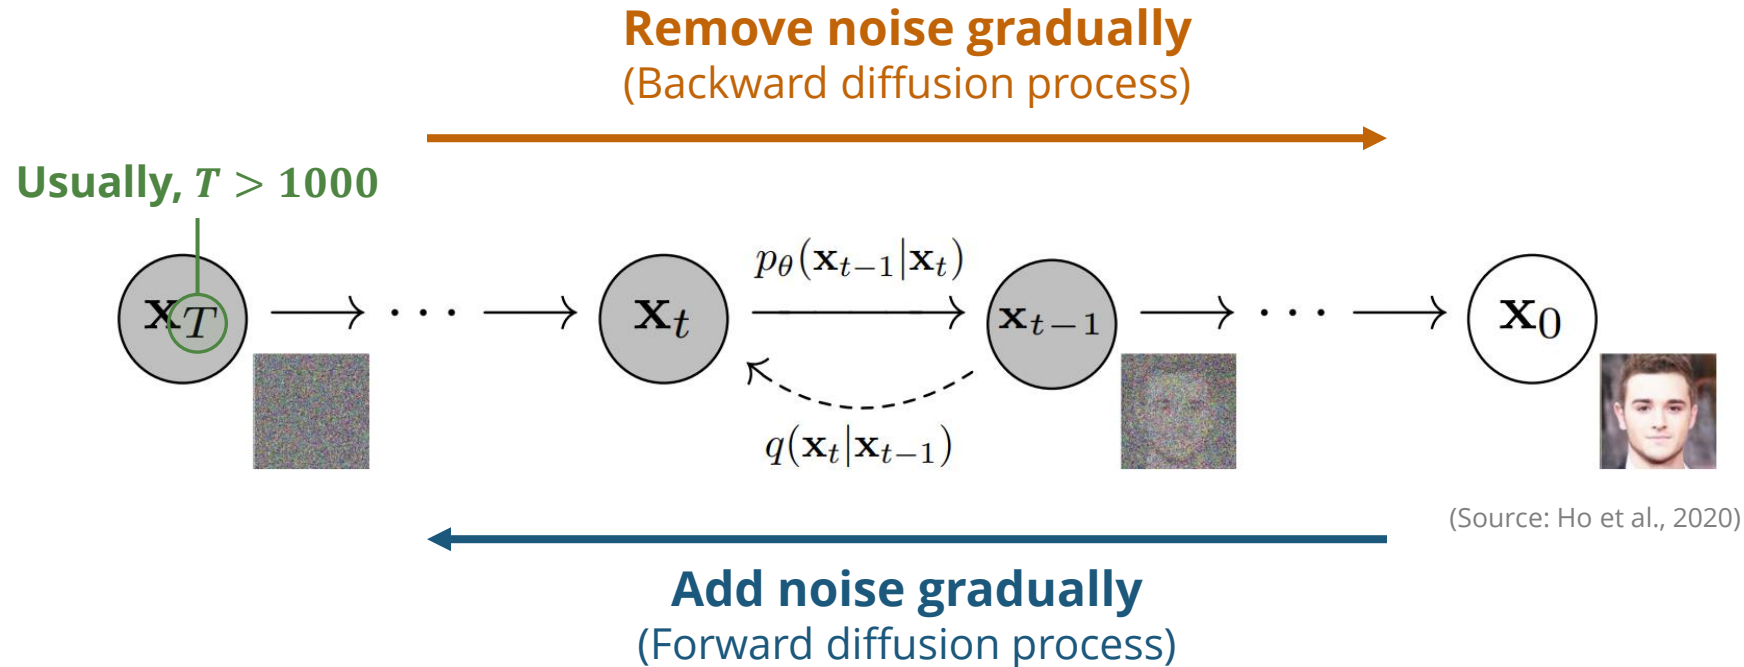 Remove noise gradually
(Backward diffusion process)
Usually, T > 1000
x_T → ··· → x_t p_θ(x_{t−1}|x_t) x_{t−1} → ··· → x_0
q(x_t|x_{t−1})
(Source: Ho et al., 2020)
Add noise gradually
(Forward diffusion process)